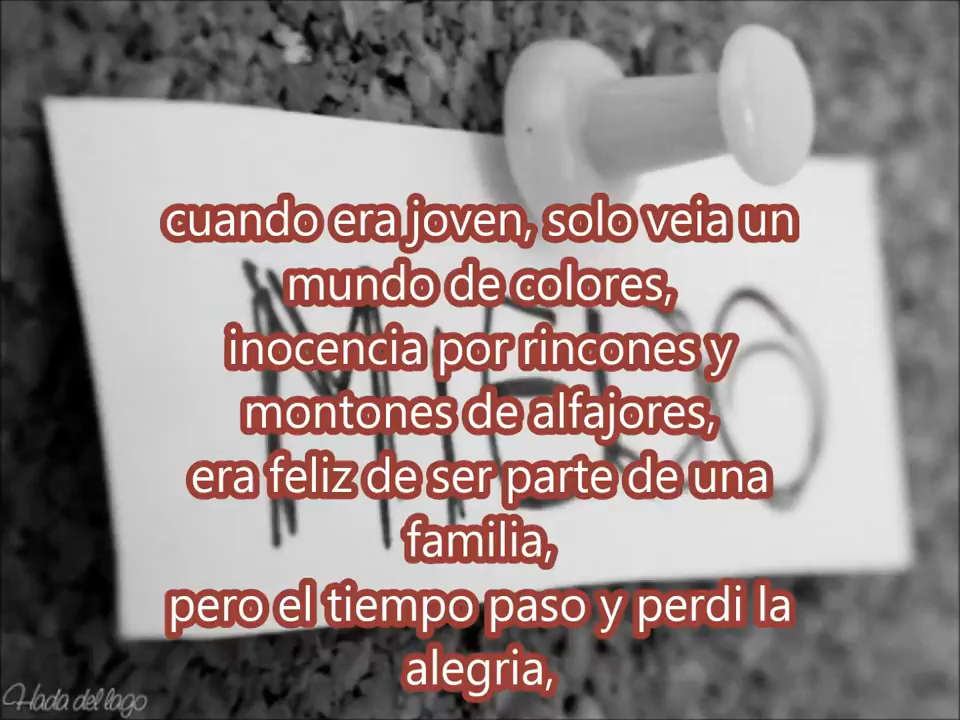 cuando era joven, solo veia un
mundo de colores,
inocencia por rincones y
montones de alfajores,
era feliz de ser parte de una
familia,
pero el tiempo paso y perdi la
alegria,
MIEDO
Hada del lago